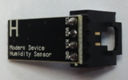 H
Modern Device
Humidity Sensor